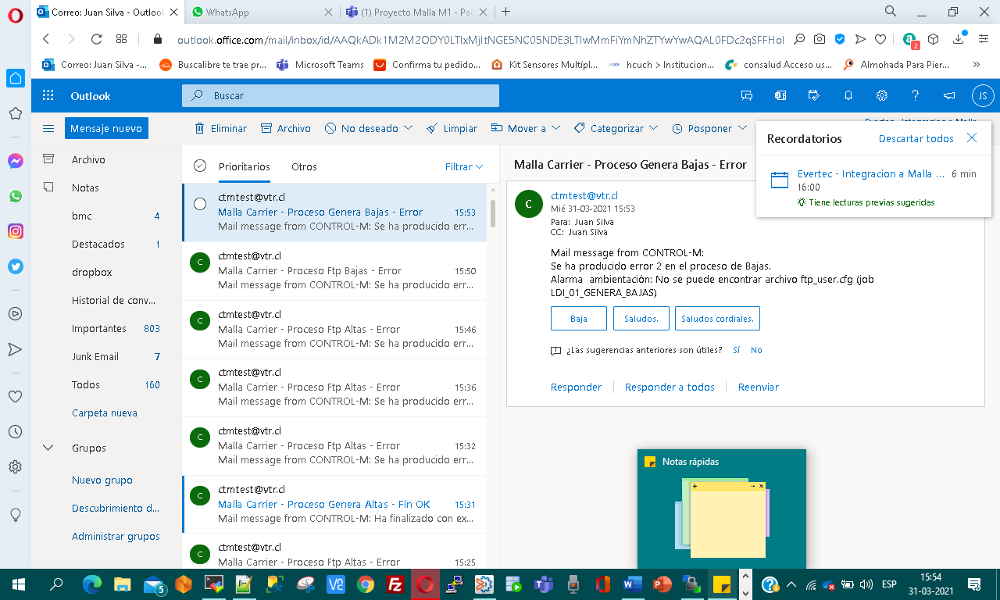 Correo: Juan Silva - Outlook
WhatsApp
(1) Proyecto Malla M1 - Pag
outlook.office.com/mail/inbox/id/
2
Correo: Juan Silva -...
Buscalibre te trae pr...
Microsoft Teams
Confirma tu pedido...
Kit Sensores Multípl...
hcuch > Institucion...
consalud Acceso us...
Almohada Para Pier...
Outlook
Buscar
JS
Mensaje nuevo
Eliminar
Archivo
No deseado
Limpiar
Mover a
Categorizar
Posponer
Recordatorios
Descartar todos
Evertec - Integracion a Malla ...
6 min
16:00
Tiene lecturas previas sugeridas
Archivo
Notas
bmc 4
Destacados 1
dropbox
Historial de conv...
Importantes 803
Junk Email 7
Todos 160
Carpeta nueva
Grupos
Nuevo grupo
Descubrimiento d...
Administrar grupos
Prioritarios
Otros
Filtrar
ctmtest@vtr.cl
Malla Carrier - Proceso Genera Bajas - Error 15:53
Mail message from CONTROL-M: Se ha producido err...
C
ctmtest@vtr.cl
Malla Carrier - Proceso Ftp Bajas - Error 15:50
Mail message from CONTROL-M: Se ha producido err...
C
ctmtest@vtr.cl
Malla Carrier - Proceso Ftp Altas - Error 15:46
Mail message from CONTROL-M: Se ha producido err...
C
ctmtest@vtr.cl
Malla Carrier - Proceso Ftp Altas - Error 15:36
Mail message from CONTROL-M: Se ha producido err...
C
ctmtest@vtr.cl
Malla Carrier - Proceso Ftp Altas - Error 15:32
Mail message from CONTROL-M: Se ha producido err...
C
ctmtest@vtr.cl
Malla Carrier - Proceso Genera Altas - Fin OK 15:31
Mail message from CONTROL-M: Ha finalizado con ex...
C
ctmtest@vtr.cl
Malla Carrier - Proceso Ftp Altas - Error 15:25
Malla Carrier - Proceso Genera Bajas - Error
C
ctmtest@vtr.cl
Mié 31-03-2021 15:53
Para: Juan Silva
CC: Juan Silva
Mail message from CONTROL-M:
Se ha producido error 2 en el proceso de Bajas.
Alarma ambientación: No se puede encontrar archivo ftp_user.cfg (job
LDI_01_GENERA_BAJAS)
Baja
Saludos.
Saludos cordiales.
¿Las sugerencias anteriores son útiles? Sí No
Responder
Responder a todos
Reenviar
Notas rápidas
5
ESP
15:54
31-03-2021